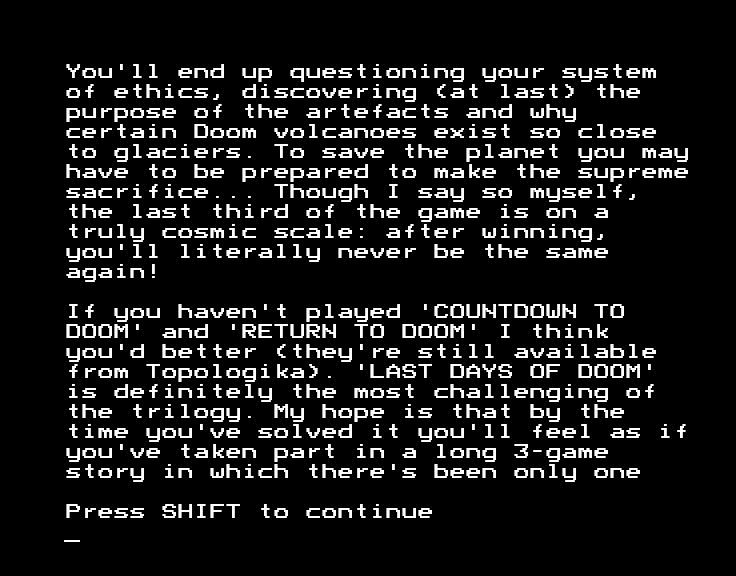 You'll end up questioning your system
of ethics, discovering (at last) the
purpose of the artefacts and why
certain Doom volcanoes exist so close
to glaciers. To save the planet you may
have to be prepared to make the supreme
sacrifice... Though I say so myself,
the last third of the game is on a
truly cosmic scale: after winning,
you'll literally never be the same
again!
If you haven't played 'COUNTDOWN TO
DOOM' and 'RETURN TO DOOM' I think
you'd better (they're still available
from Topologika). 'LAST DAYS OF DOOM'
is definitely the most challenging of
the trilogy. My hope is that by the
time you've solved it you'll feel as if
you've taken part in a long 3-game
story in which there's been only one
Press SHIFT to continue